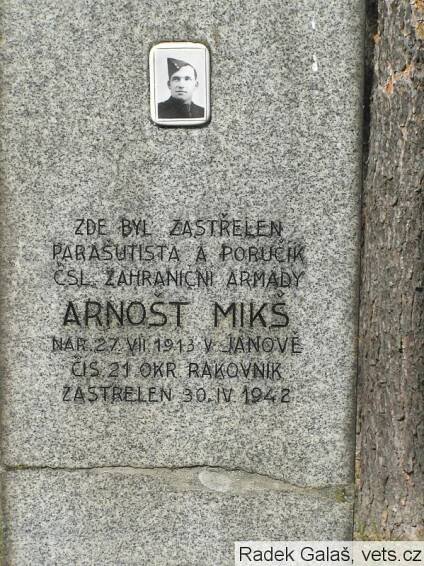 ZDE BYL ZASTŘELEN
PARAŠUTISTA A PORUČÍK
ČSL. ZAHRANIČNÍ ARMÁDY
ARNOŠT MIKŠ
NAR. 27. VII 1913 V JANOVĚ
ČÍS 21 OKR. RAKOVNÍK
ZASTŘELEN 30. IV 1942
Radek Galaš, vets.cz